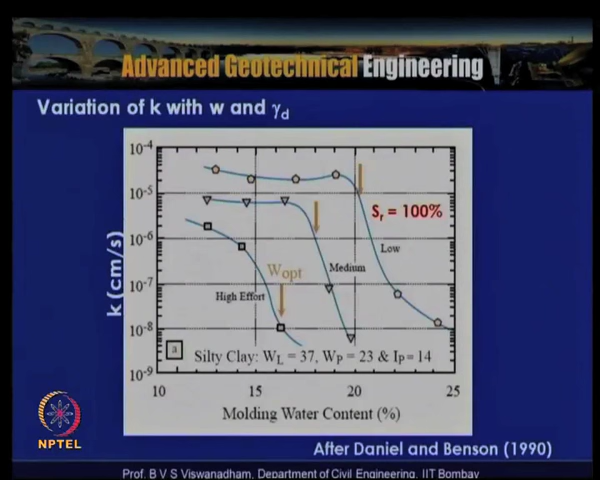 Advanced Geotechnical Engineering
Variation of k with w and γd
10-4
10-5
10-6
10-7
10-8
10-9
k (cm/s)
Sr = 100%
Low
Medium
Wopt
High Effort
a
Silty Clay: WL = 37, WP = 23 & IP = 14
10 15 20 25
Molding Water Content (%)
NPTEL
After Daniel and Benson (1990)
Prof. B V S Viswanadham, Department of Civil Engineering, IIT Bombay